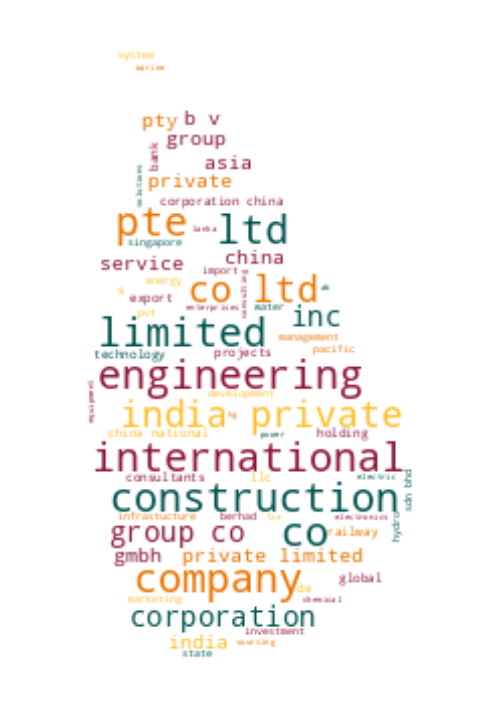 system
marine
pty b v
group
bank
asia
solutions
private
corporation china
pte
lanka
ltd
singapore
service
china
import
energy
co ltd
consulting
export
enterprises
water
inc
pvt
limited
management
technology
projects
pacific
engineering
equipment
development
india private
china national
power
holding
international
consultants
llc
electric
sdn bhd
construction
infrastucture
berhad
electronics
hydro
group co
co
railway
gmbh
private limited
company
de
global
marketing
chemical
corporation
investment
india
sourcing
state